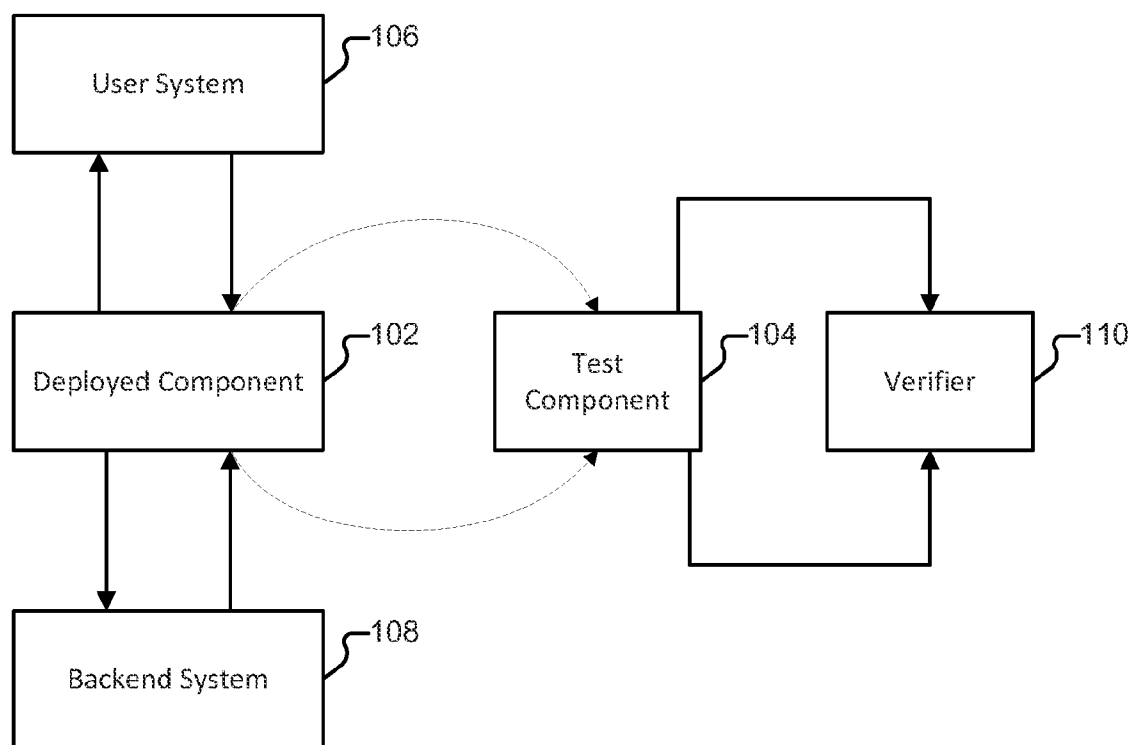 106
User System
102
104
110
Deployed Component
Test
Component
Verifier
108
Backend System